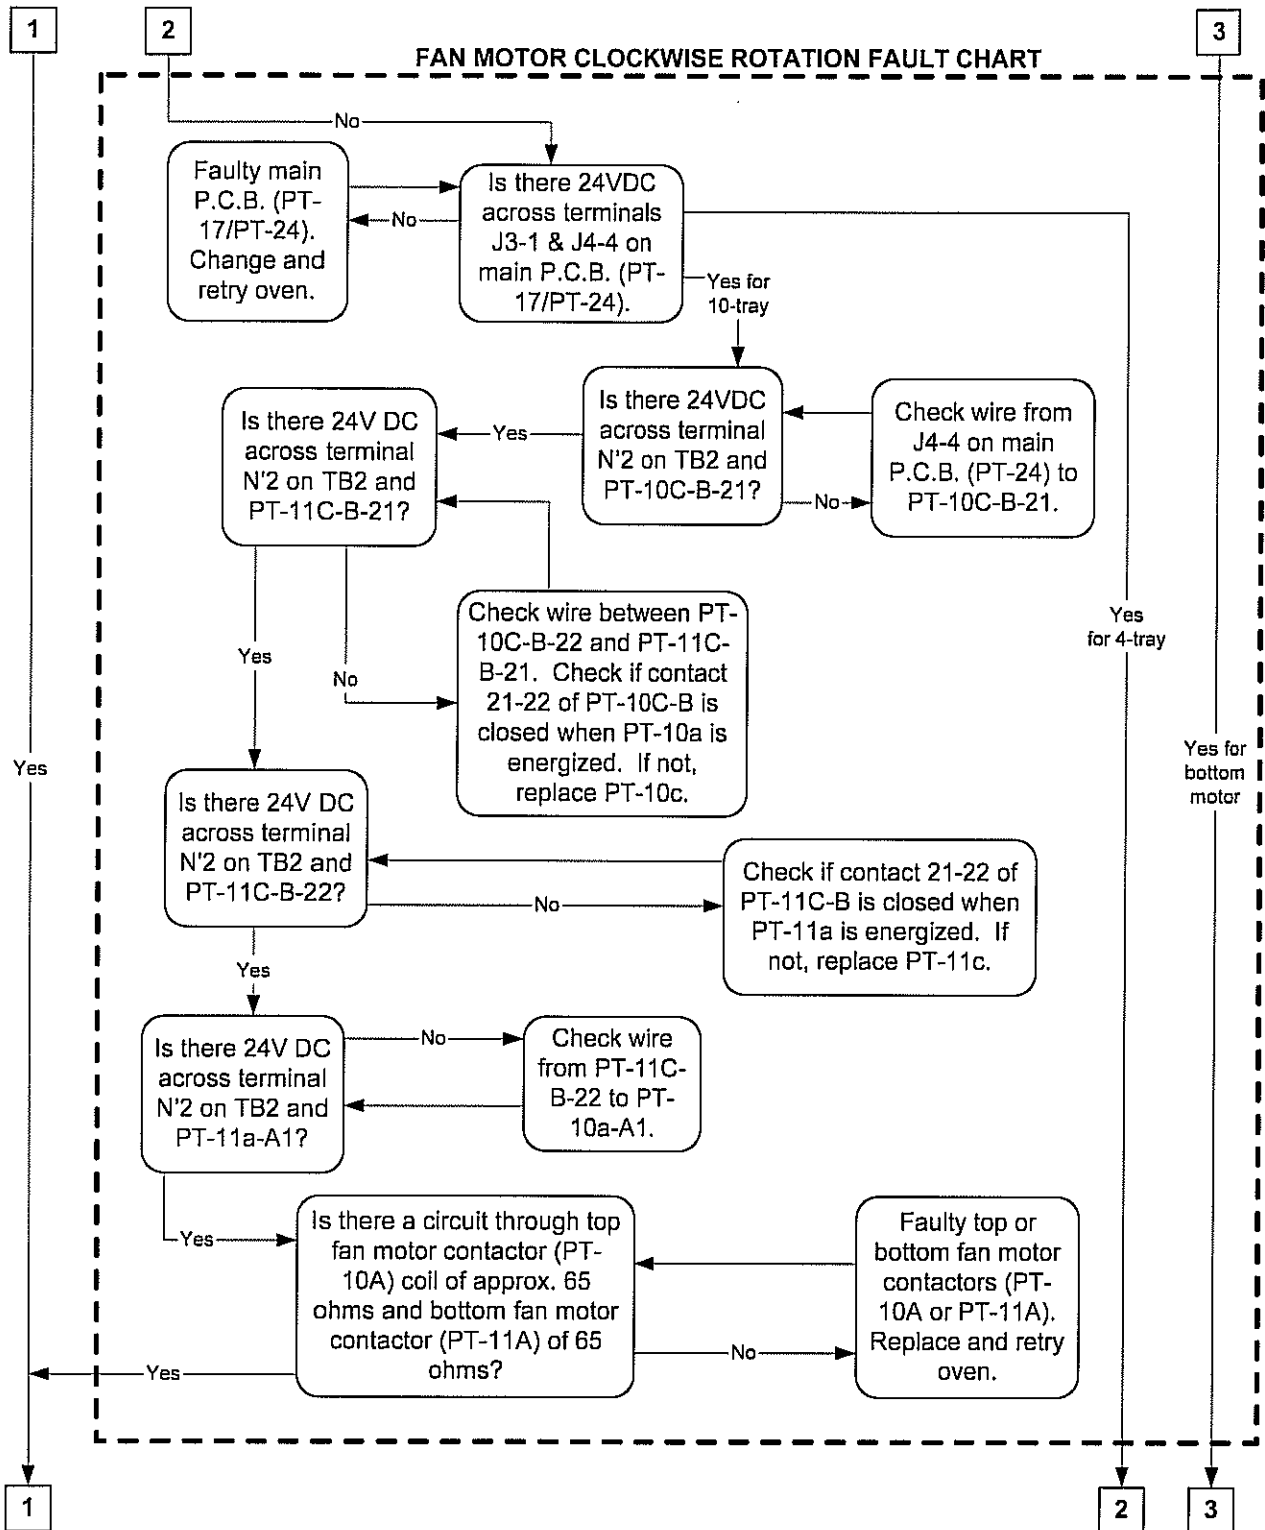 1
2
3
FAN MOTOR CLOCKWISE ROTATION FAULT CHART
No
Faulty main
P.C.B. (PT-
17/PT-24).
Change and
retry oven.
No
Is there 24VDC
across terminals
J3-1 & J4-4 on
main P.C.B. (PT-
17/PT-24).
Yes for
10-tray
Is there 24V DC
across terminal
N'2 on TB2 and
PT-11C-B-21?
Yes
Is there 24VDC
across terminal
N'2 on TB2 and
PT-10C-B-21?
No
Check wire from
J4-4 on main
P.C.B. (PT-24) to
PT-10C-B-21.
Yes
No
Check wire between PT-
10C-B-22 and PT-11C-
B-21. Check if contact
21-22 of PT-10C-B is
closed when PT-10a is
energized. If not,
replace PT-10c.
Yes
for 4-tray
Yes
Yes for
bottom
motor
Is there 24V DC
across terminal
N'2 on TB2 and
PT-11C-B-22?
No
Check if contact 21-22 of
PT-11C-B is closed when
PT-11a is energized. If
not, replace PT-11c.
Yes
Is there 24V DC
across terminal
N'2 on TB2 and
PT-11a-A1?
No
Check wire
from PT-11C-
B-22 to PT-
10a-A1.
Yes
Is there a circuit through top
fan motor contactor (PT-
10A) coil of approx. 65
ohms and bottom fan motor
contactor (PT-11A) of 65
ohms?
No
Faulty top or
bottom fan motor
contactors (PT-
10A or PT-11A).
Replace and retry
oven.
Yes
1
2
3